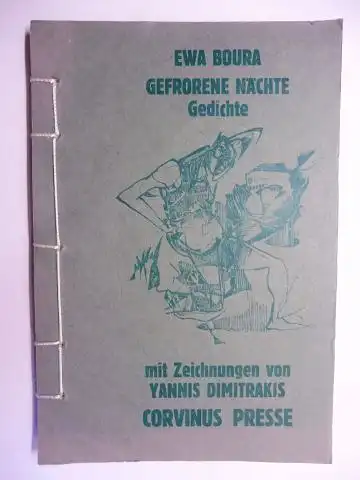 EWA BOURA
GEFRORENE NÄCHTE
Gedichte
mit Zeichnungen von
YANNIS DIMITRAKIS
CORVINUS PRESSE